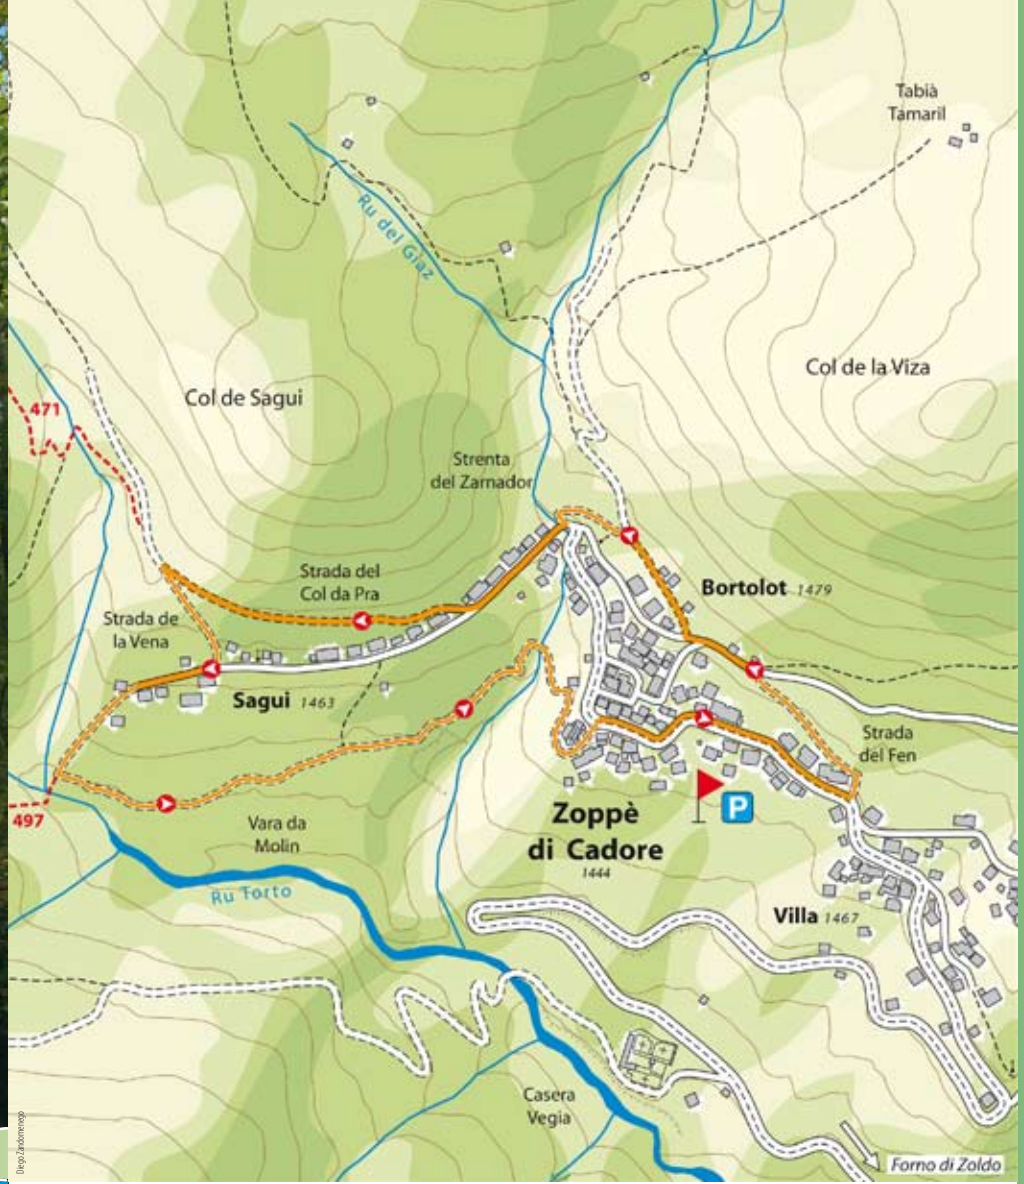 Tabià
Tamaril
Ru del Giaz
Col de la Viza
Col de Sagui
471
Strenta
del Zarnador
Strada del
Col da Pra
Bortolot 1479
Strada de
la Vena
Sagui 1463
Strada
del Fen
P
Zoppè
di Cadore
1444
497
Vara da
Molin
Ru Torto
Villa 1467
Casera
Vegia
Forno di Zoldo
Diego Zandomenego